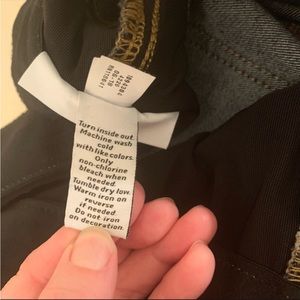 Turn inside out.
Machine wash
cold
with like colors.
Only
non-chlorine
bleach when
needed.
Tumble dry low.
Warm iron on
reverse
if needed.
Do not iron
on decoration.